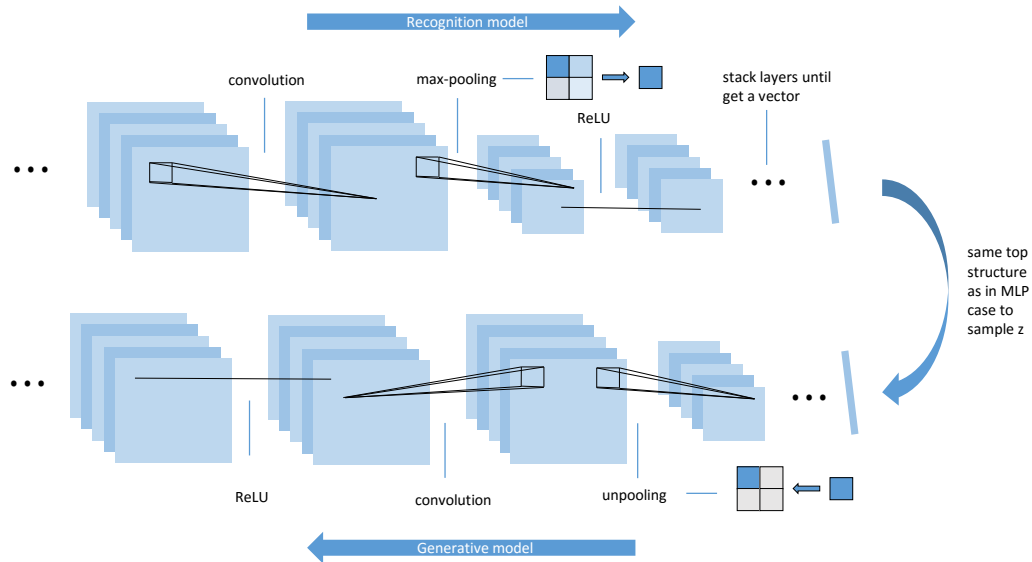 Recognition model
convolution
max-pooling
ReLU
stack layers until
get a vector
same top
structure
as in MLP
case to
sample z
ReLU
convolution
unpooling
Generative model